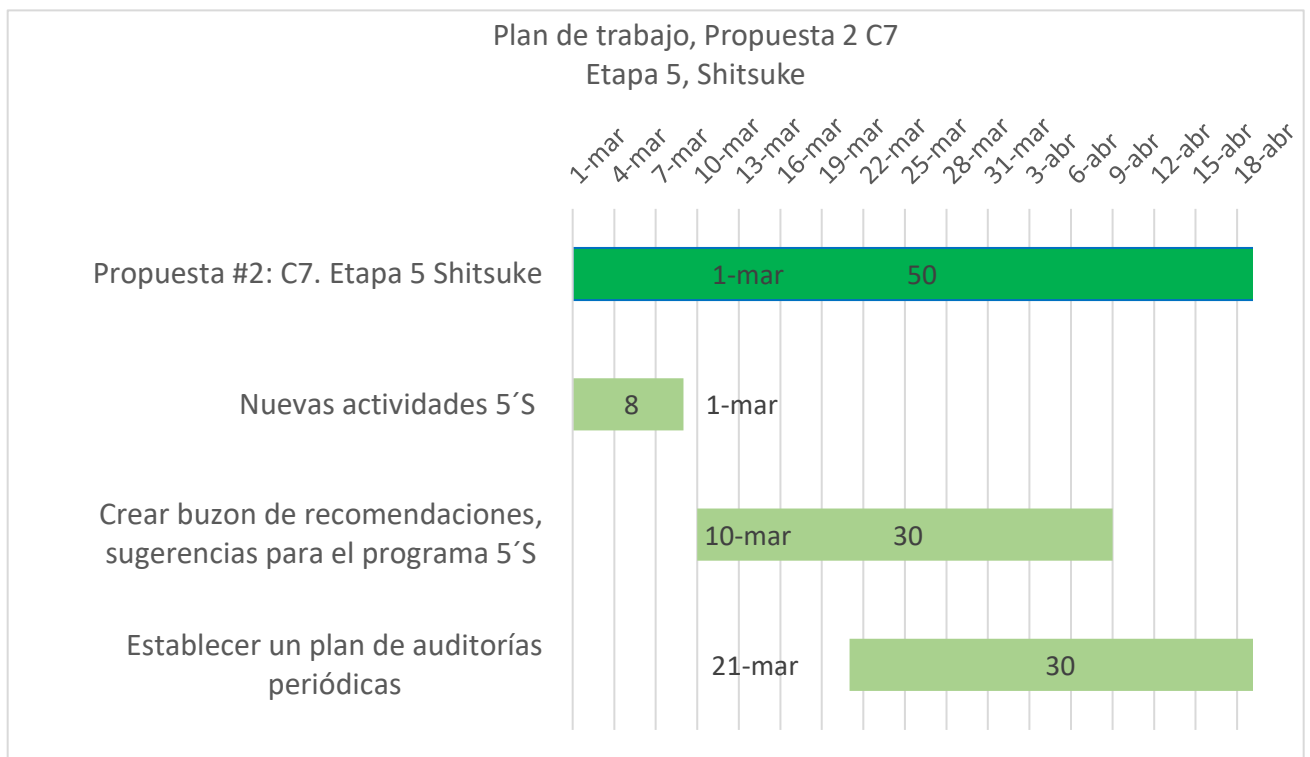 Plan de trabajo, Propuesta 2 C7
Etapa 5, Shitsuke
1-mar
4-mar
7-mar
10-mar
13-mar
16-mar
19-mar
22-mar
25-mar
28-mar
31-mar
3-abr
6-abr
9-abr
12-abr
15-abr
18-abr
Propuesta #2: C7. Etapa 5 Shitsuke
1-mar
50
Nuevas actividades 5´S
8
1-mar
Crear buzon de recomendaciones,
sugerencias para el programa 5´S
10-mar
30
Establecer un plan de auditorías
periódicas
21-mar
30